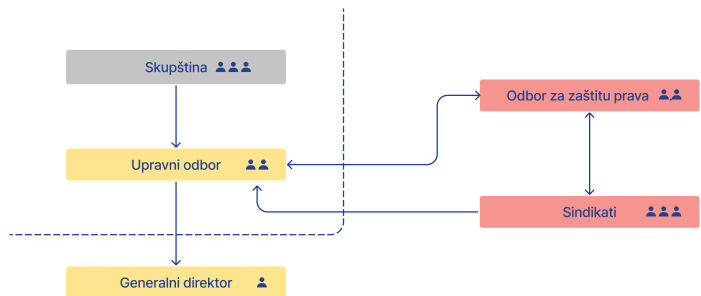 Skupština
Odbor za zaštitu prava
Upravni odbor
Sindikati
Generalni direktor